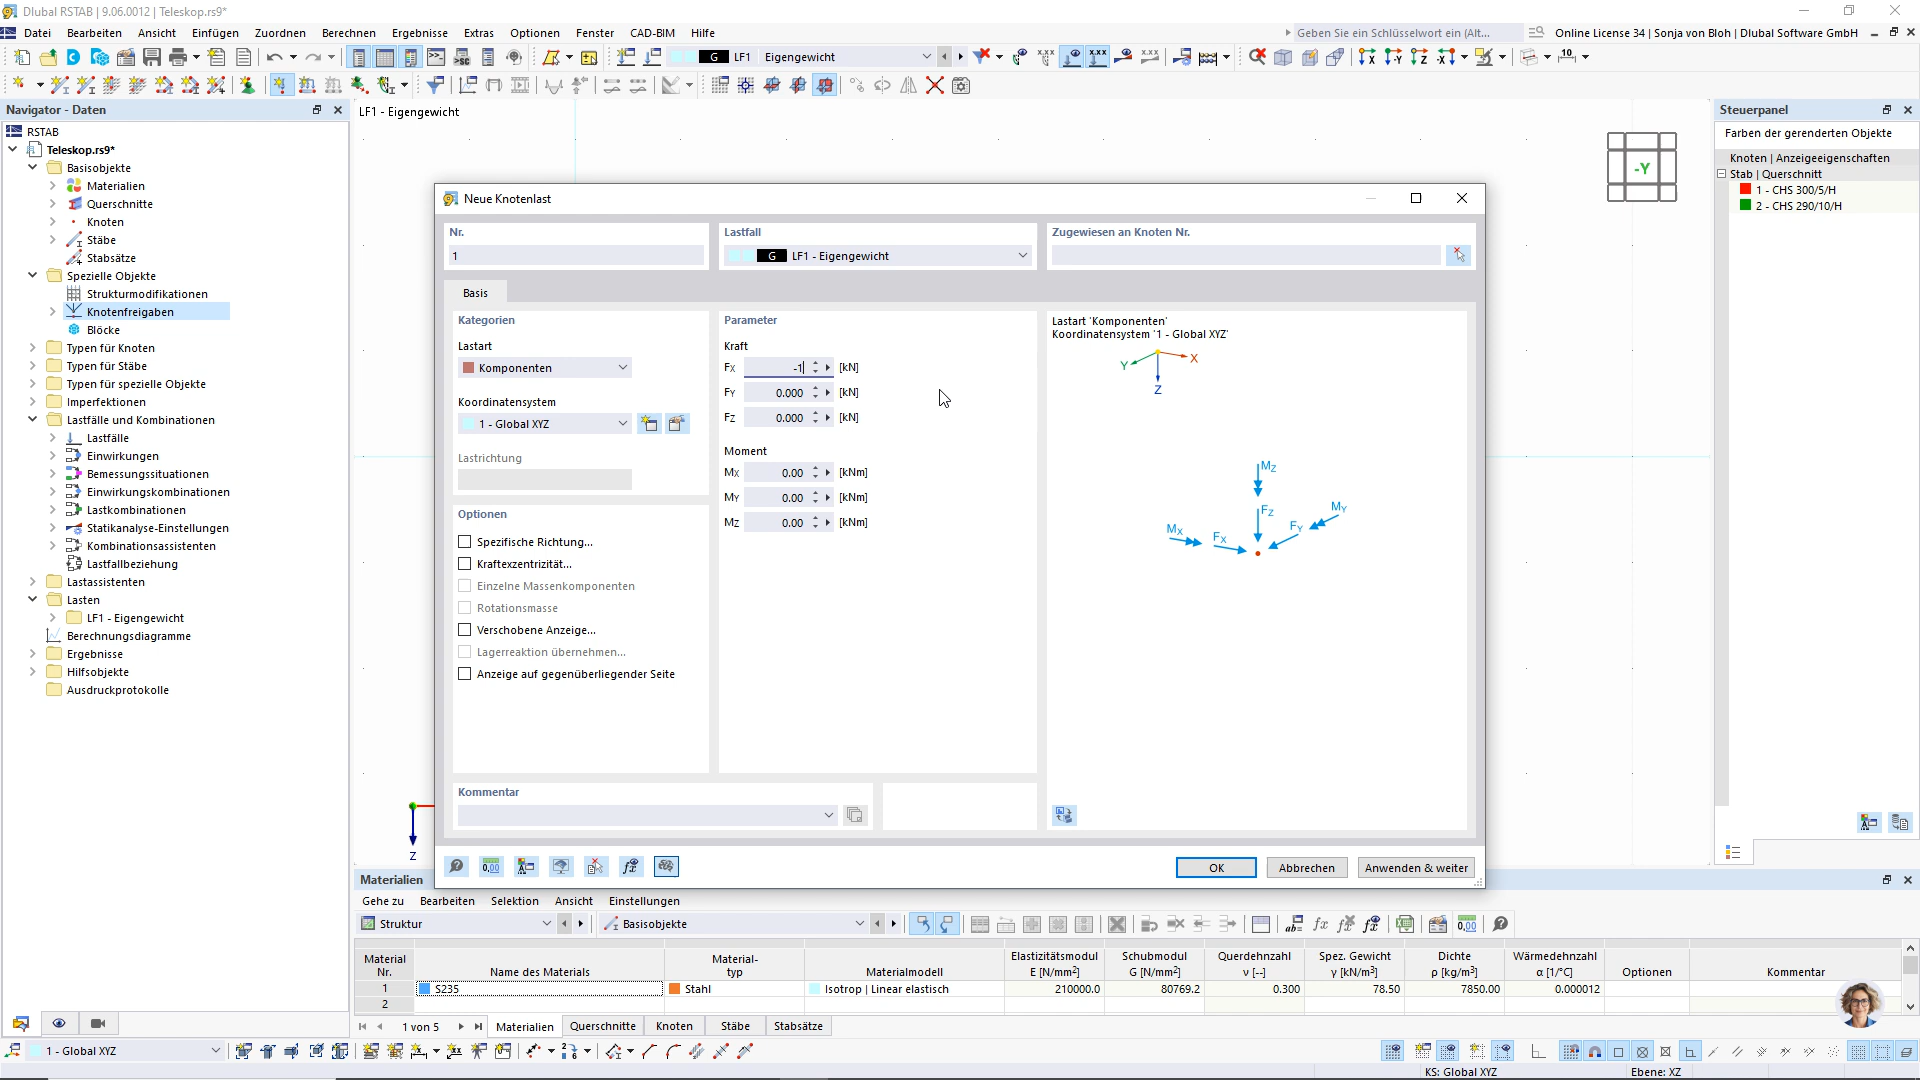 Dlubal RSTAB | 9.06.0012 | Teleskop.rs9*
Datei Bearbeiten Ansicht Einfügen Zuordnen Berechnen Ergebnisse Extras Optionen Fenster CAD-BIM Hilfe
Geben Sie ein Schlüsselwort ein (Alt...
Online License 34 | Sonja von Bloh | Dlubal Software GmbH
G LF1 Eigengewicht
Navigator - Daten
RSTAB
Teleskop.rs9*
Basisobjekte
Materialien
Querschnitte
Knoten
Stäbe
Stabsätze
Spezielle Objekte
Strukturmodifikationen
Knotenfreigaben
Blöcke
Typen für Knoten
Typen für Stäbe
Typen für spezielle Objekte
Imperfektionen
Lastfälle und Kombinationen
Lastfälle
Einwirkungen
Bemessungssituationen
Einwirkungskombinationen
Lastkombinationen
Statikanalyse-Einstellungen
Kombinationsassistenten
Lastfallbeziehung
Lastassistenten
Lasten
LF1 - Eigengewicht
Berechnungsdiagramme
Ergebnisse
Hilfsobjekte
Ausdruckprotokolle
LF1 - Eigengewicht
-Y
Z
Steuerpanel
Farben der gerenderten Objekte
Knoten | Anzeigeeigenschaften
Stab | Querschnitt
1 - CHS 300/5/H
2 - CHS 290/10/H
Neue Knotenlast
Nr.
1
Lastfall
G LF1 - Eigengewicht
Zugewiesen an Knoten Nr.
Basis
Kategorien
Lastart
Komponenten
Koordinatensystem
1 - Global XYZ
Lastrichtung
Optionen
Spezifische Richtung...
Kraftexzentrizität...
Einzelne Massenkomponenten
Rotationsmasse
Verschobene Anzeige...
Lagerreaktion übernehmen...
Anzeige auf gegenüberliegender Seite
Parameter
Kraft
FX -1 [kN]
FY 0.000 [kN]
FZ 0.000 [kN]
Moment
MX 0.00 [kNm]
MY 0.00 [kNm]
MZ 0.00 [kNm]
Lastart 'Komponenten'
Koordinatensystem '1 - Global XYZ'
Y X
Z
MZ
FZ MY
MX FX FY
Kommentar
OK Abbrechen Anwenden & weiter
Materialien
Gehe zu Bearbeiten Selektion Ansicht Einstellungen
Struktur Basisobjekte
Material Nr. Name des Materials Material-typ Materialmodell Elastizitätsmodul E [N/mm²] Schubmodul G [N/mm²] Querdehnzahl ν [--] Spez. Gewicht γ [kN/m³] Dichte ρ [kg/m³] Wärmedehnzahl α [1/°C] Optionen Kommentar
1 S235 Stahl Isotrop | Linear elastisch 210000.0 80769.2 0.300 78.50 7850.00 0.000012
2
1 von 5 Materialien Querschnitte Knoten Stäbe Stabsätze
1 - Global XYZ
KS: Global XYZ Ebene: XZ